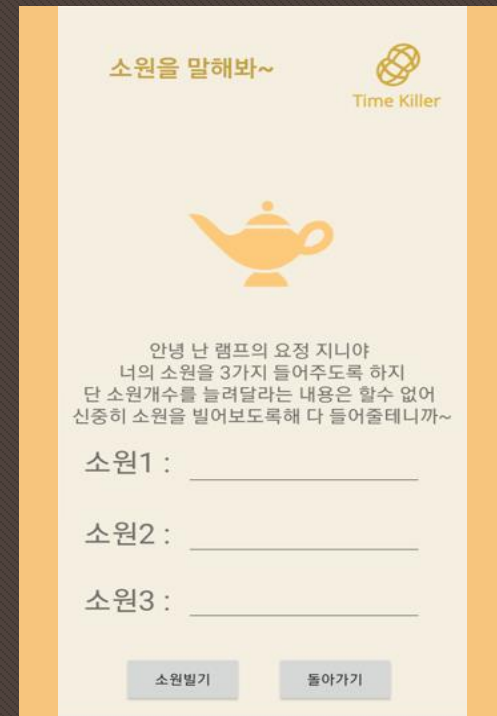 소원을 말해봐~
Time Killer
안녕 난 램프의 요정 지니야
너의 소원을 3가지 들어주도록 하지
단 소원개수를 늘려달라는 내용은 할수 없어
신중히 소원을 빌어보도록해 다 들어줄테니까~
소원1 :
소원2 :
소원3 :
소원빌기
돌아가기